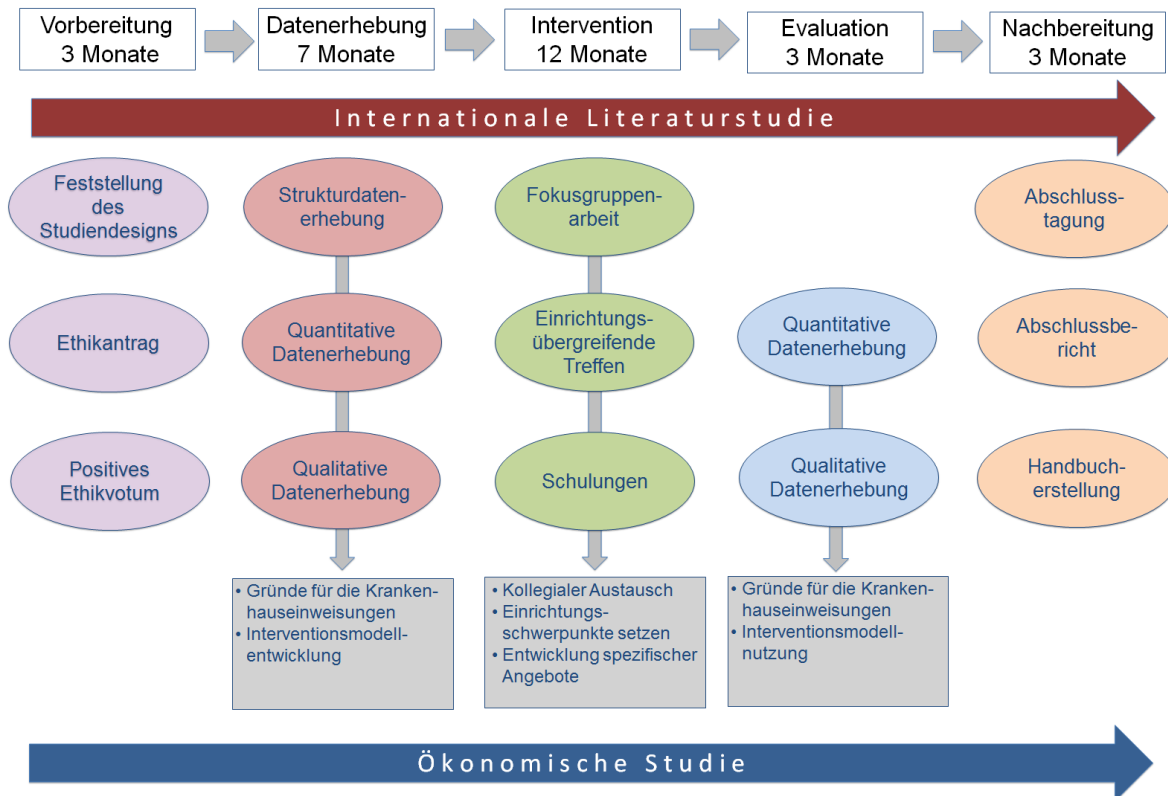 Vorbereitung
3 Monate
Datenerhebung
7 Monate
Intervention
12 Monate
Evaluation
3 Monate
Nachbereitung
3 Monate
Internationale Literaturstudie
Feststellung
des
Studiendesigns
Strukturdaten-
erhebung
Fokusgruppen-
arbeit
Abschluss-
tagung
Ethikantrag
Quantitative
Datenerhebung
Einrichtungs-
übergreifende
Treffen
Quantitative
Datenerhebung
Abschlussbe-
richt
Positives
Ethikvotum
Qualitative
Datenerhebung
Schulungen
Qualitative
Datenerhebung
Handbuch-
erstellung
• Gründe für die Kranken-
hauseinweisungen
• Interventionsmodell-
entwicklung
• Kollegialer Austausch
• Einrichtungs-
schwerpunkte setzen
• Entwicklung spezifischer
Angebote
• Gründe für die Kranken-
hauseinweisungen
• Interventionsmodell-
nutzung
Ökonomische Studie